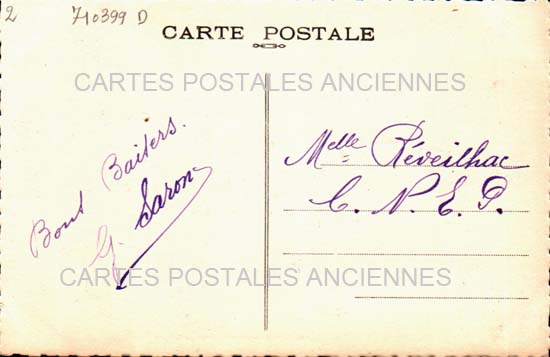 2
710399 D
CARTE POSTALE
CARTES POSTALES ANCIENNES
Bons Baisers.
G. Saron
Melle Réveilhac
C. N. E. P.
CARTES POSTALES ANCIENNES